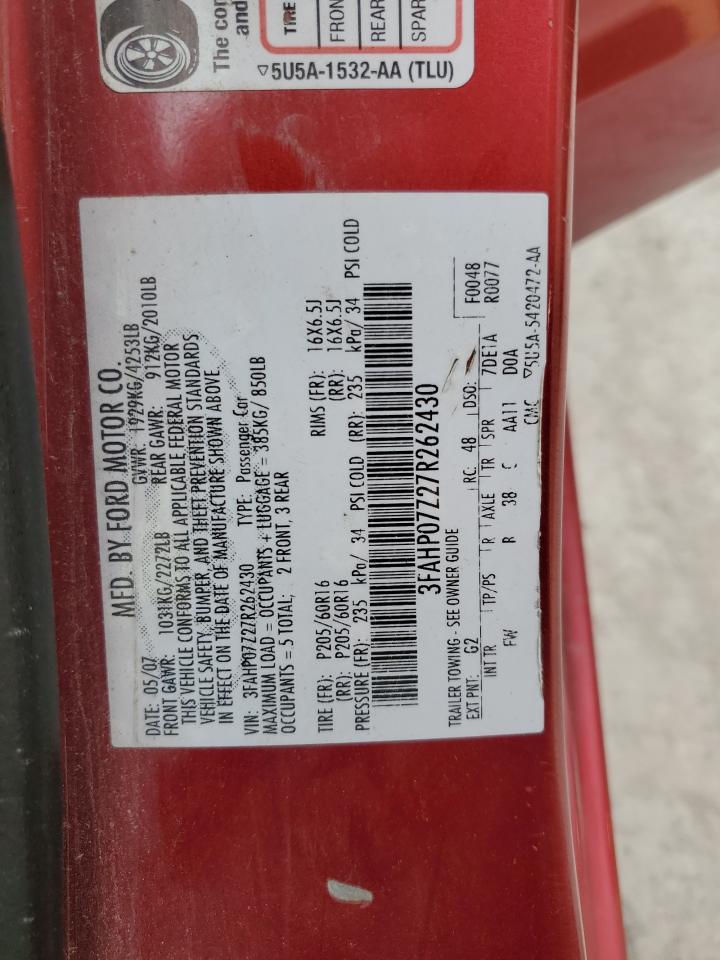 The
and
TIRE
FRON
REAR
SPAR
▽5U5A-1532-AA (TLU)
MFD. BY FORD MOTOR CO.
DATE: 05/07 GVWR: 1929KG/4253LB
FRONT GAWR: 1031KG/2272LB REAR GAWR: 912KG/2010LB
THIS VEHICLE CONFORMS TO ALL APPLICABLE FEDERAL MOTOR
VEHICLE SAFETY, BUMPER, AND THEFT PREVENTION STANDARDS
IN EFFECT ON THE DATE OF MANUFACTURE SHOWN ABOVE
VIN: 3FAHP07Z27R262430 TYPE: Passenger Car
MAXIMUM LOAD = OCCUPANTS + LUGGAGE = 385KG/ 850LB
OCCUPANTS = 5 TOTAL; 2 FRONT, 3 REAR
TIRE (FR): P205/60R16 RIMS (FR): 16X6.5J
(RR): P205/60R16 (RR): 16X6.5J
PRESSURE (FR): 235 kPa/ 34 PSI COLD (RR): 235 kPa/ 34 PSI COLD
3FAHP07Z27R262430
TRAILER TOWING - SEE OWNER GUIDE F0048
EXT PNT: G2 RC: 48 DSO: R0077
INT TR TP/PS R AXLE TR SPR 7DE1A
FW B 38 C AA11 DOA
CMC ▽5U5A-5420472-AA